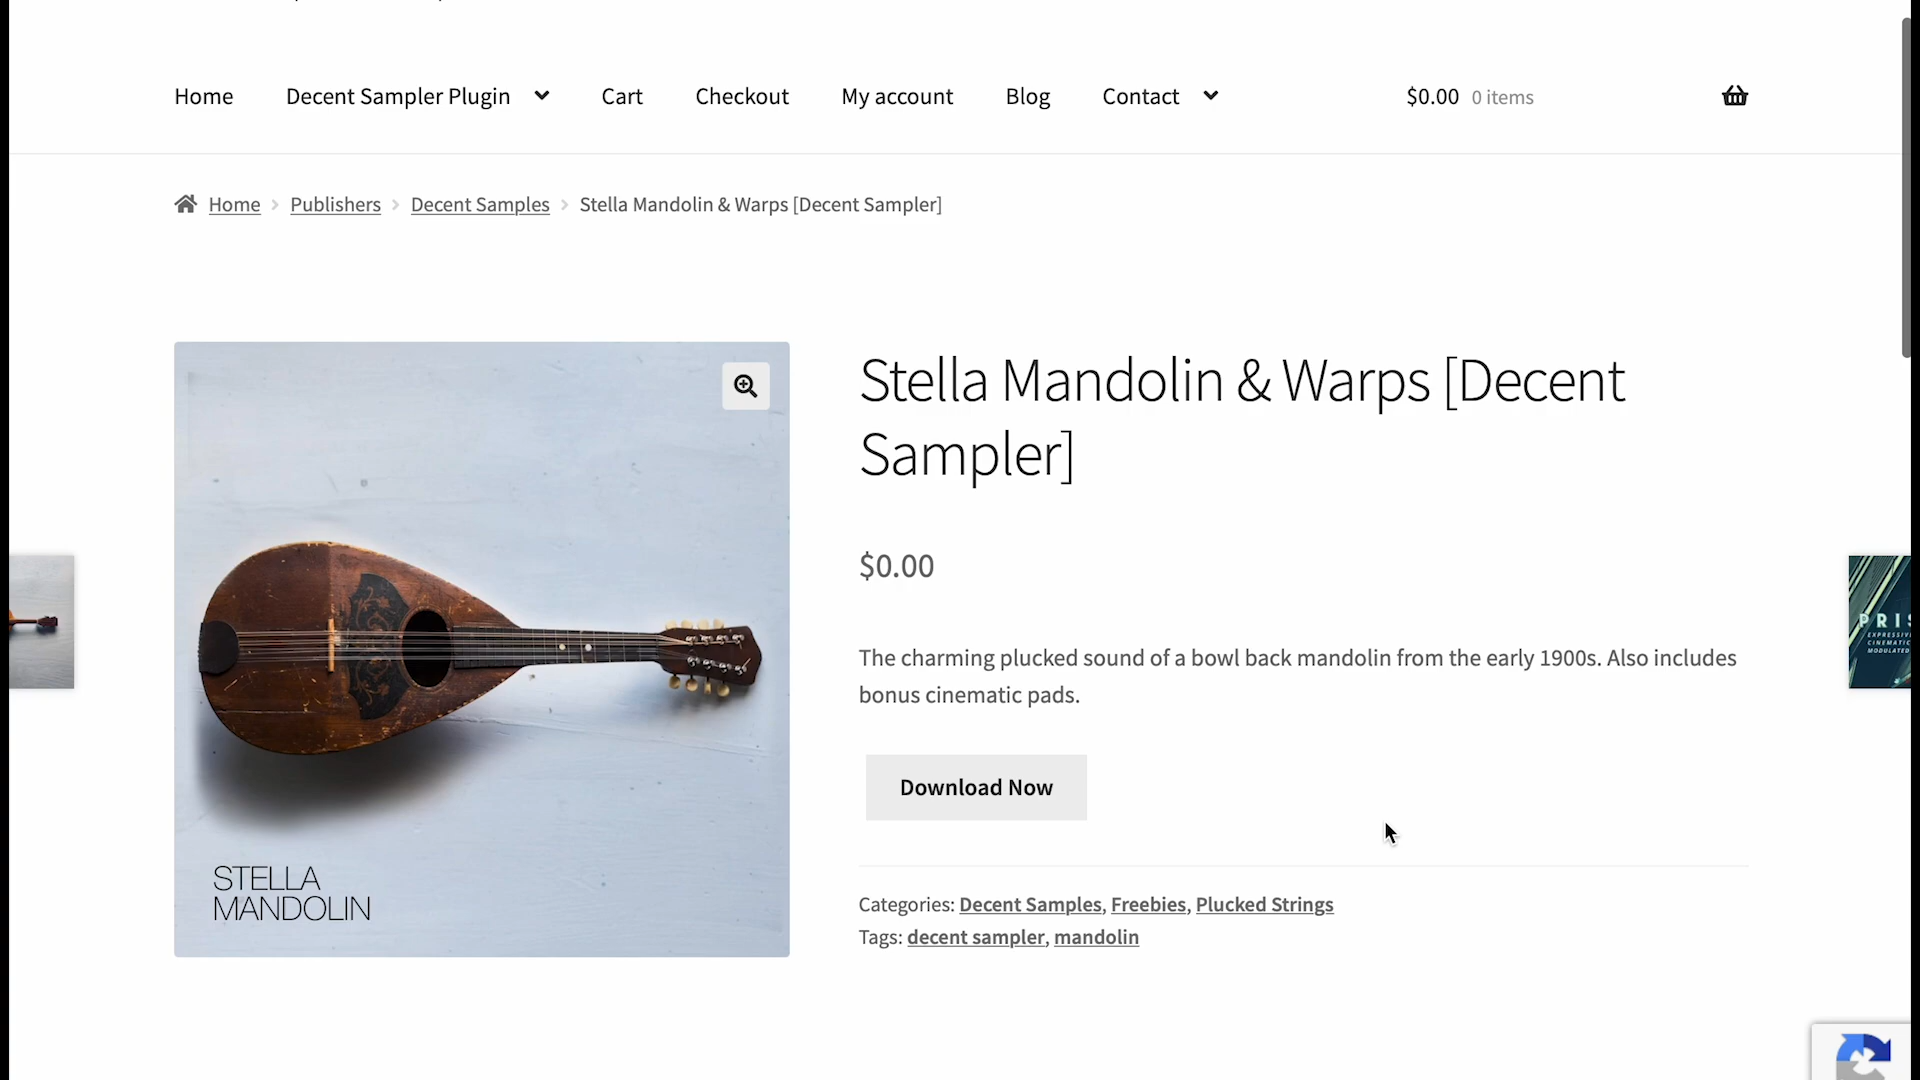 Home Decent Sampler Plugin Cart Checkout My account Blog Contact $0.00 0 items
Home Publishers Decent Samples Stella Mandolin & Warps [Decent Sampler]
Stella Mandolin & Warps [Decent
Sampler]
$0.00
The charming plucked sound of a bowl back mandolin from the early 1900s. Also includes
bonus cinematic pads.
Download Now
Categories: Decent Samples, Freebies, Plucked Strings
Tags: decent sampler, mandolin
STELLA
MANDOLIN